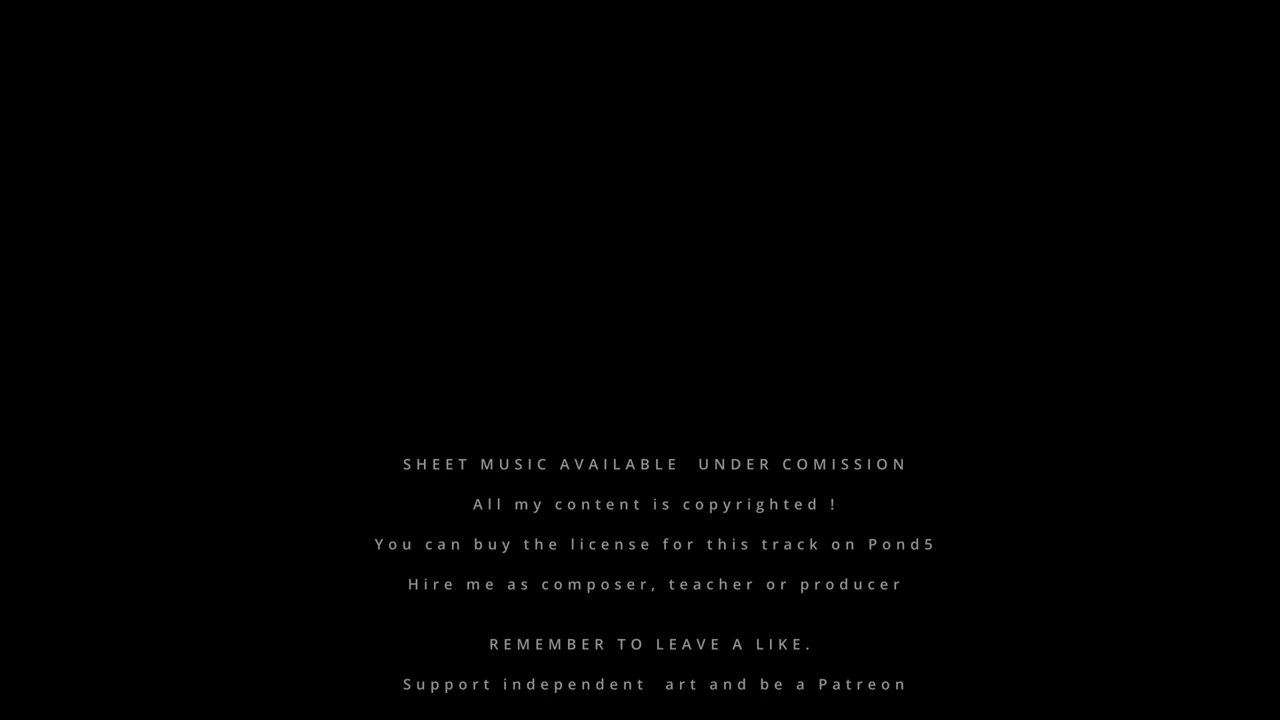 SHEET MUSIC AVAILABLE  UNDER COMISSION
All my content is copyrighted !
You can buy the license for this track on Pond5
Hire me as composer, teacher or producer
REMEMBER TO LEAVE A LIKE.
Support independent  art and be a Patreon